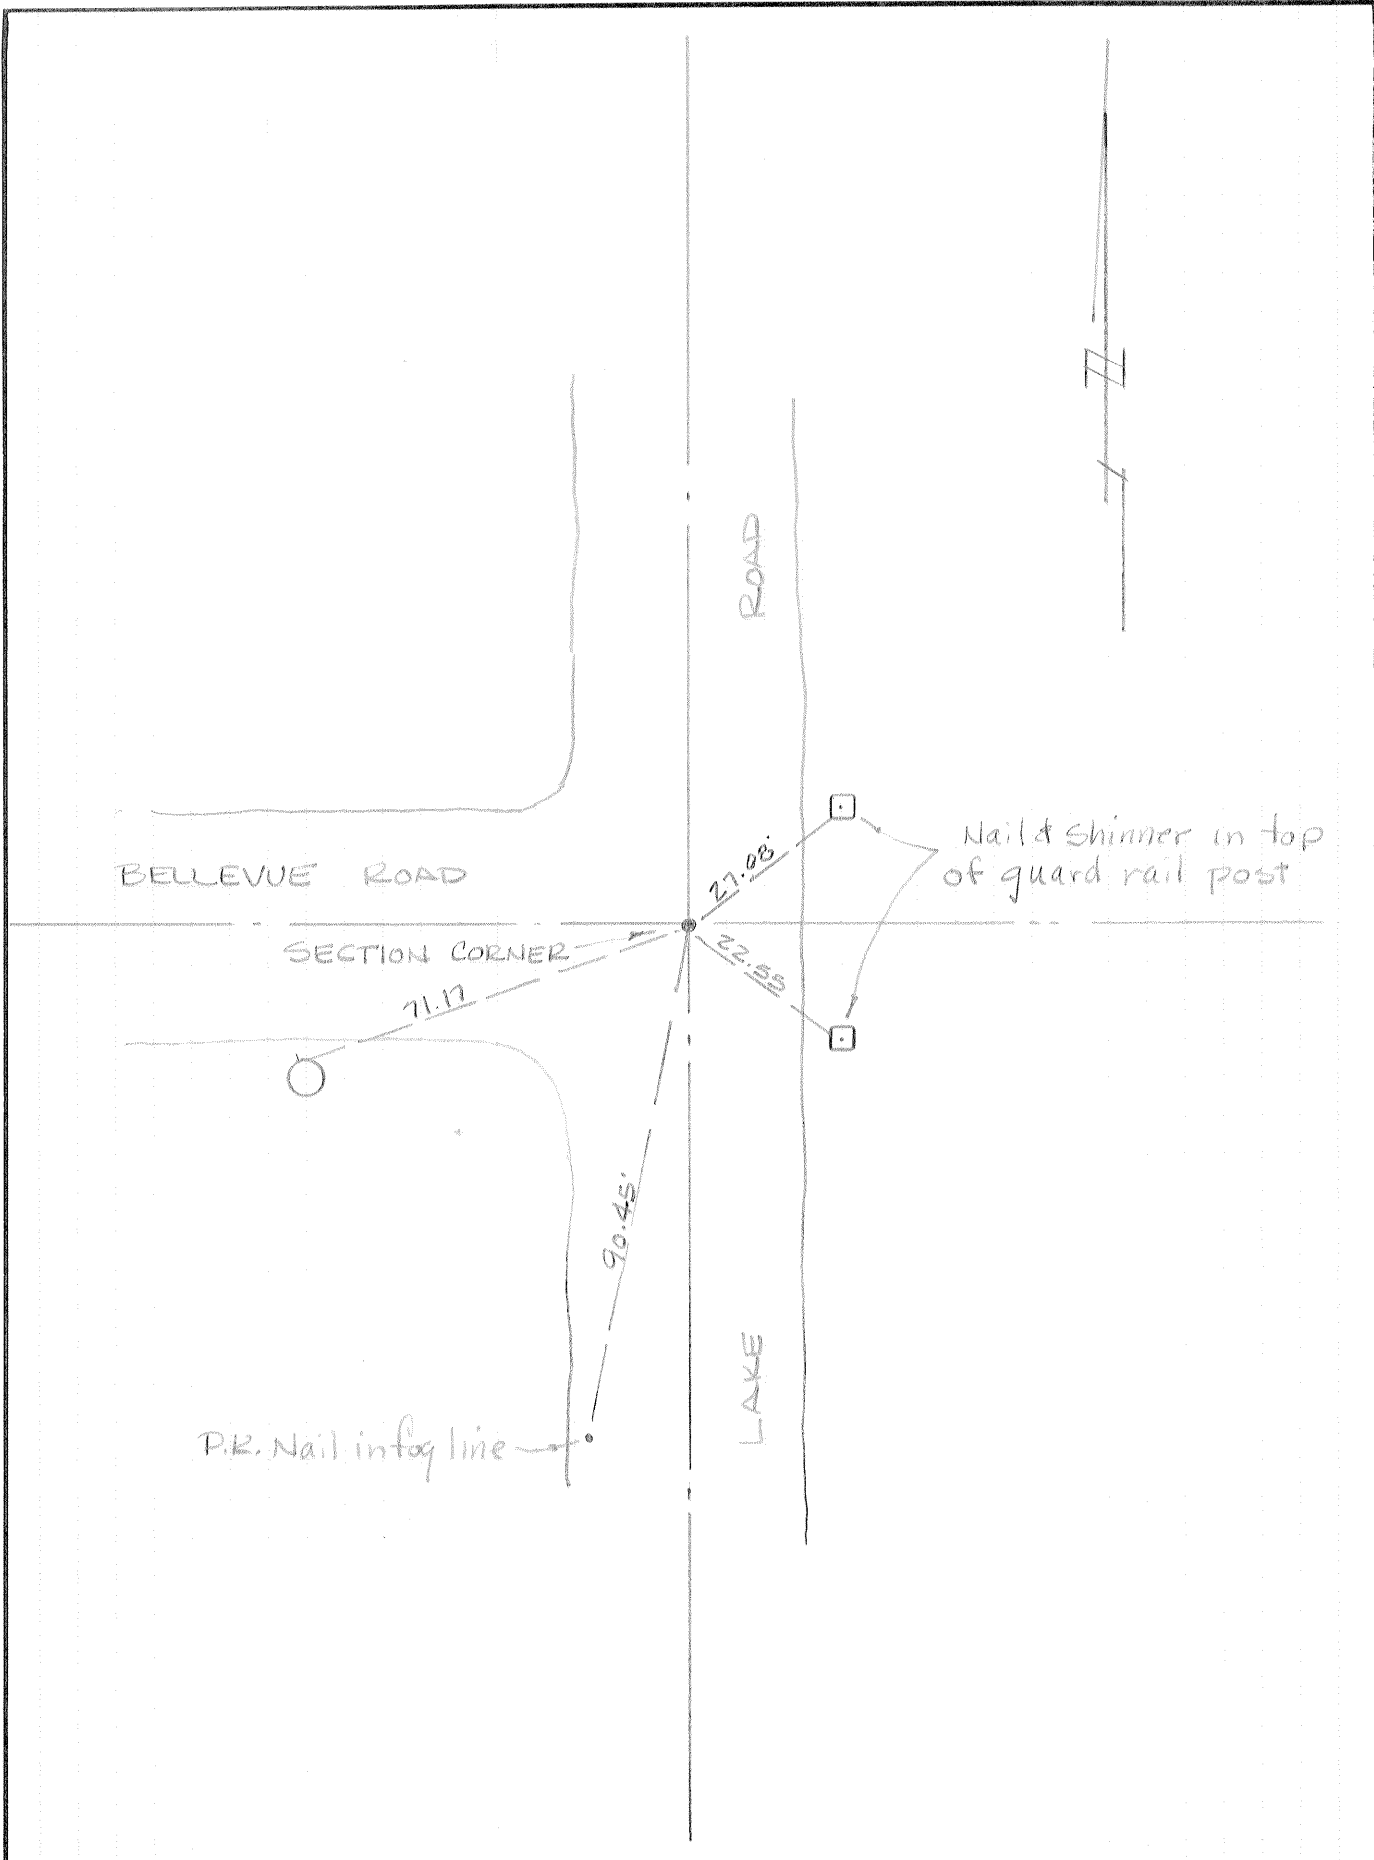 N
ROAD
27.08'
Nail & Shinner in top
of guard rail post
BELLEVUE ROAD
SECTION CORNER
22.55
71.17
90.45'
LAKE
P.K. Nail in fog line